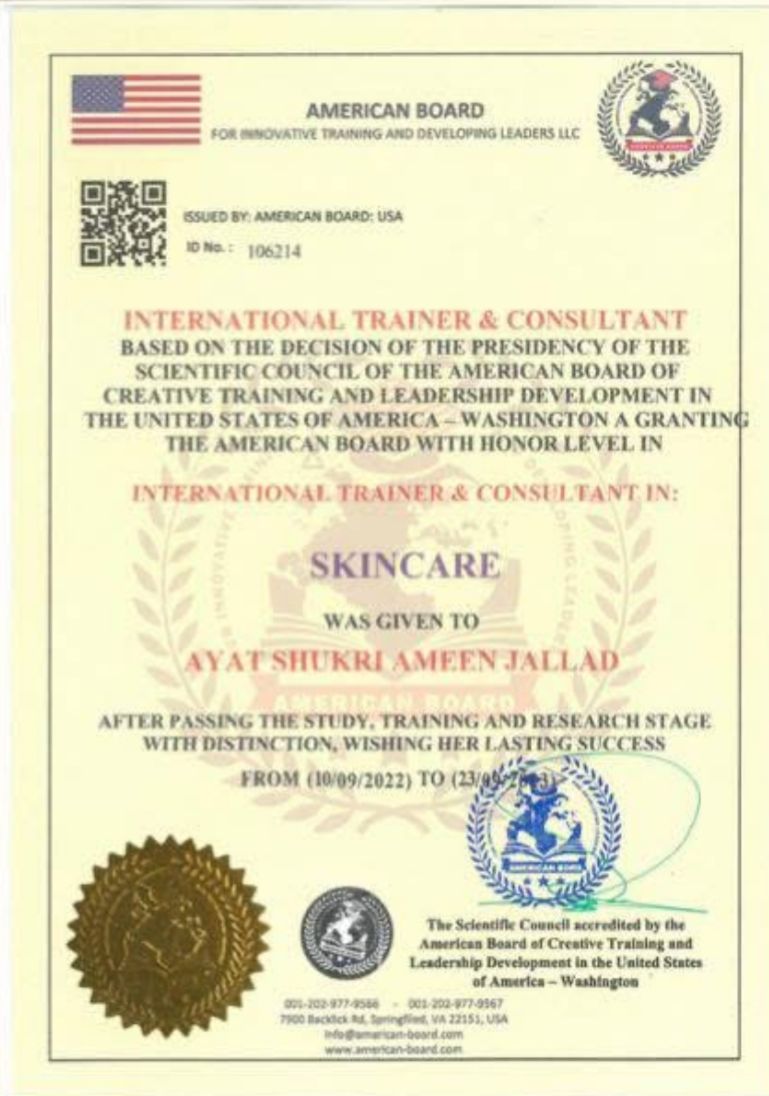 AMERICAN BOARD
FOR INNOVATIVE TRAINING AND DEVELOPING LEADERS LLC
AMERICAN BOARD
ISSUED BY: AMERICAN BOARD: USA
ID No. : 106214
INTERNATIONAL TRAINER & CONSULTANT
BASED ON THE DECISION OF THE PRESIDENCY OF THE
SCIENTIFIC COUNCIL OF THE AMERICAN BOARD OF
CREATIVE TRAINING AND LEADERSHIP DEVELOPMENT IN
THE UNITED STATES OF AMERICA – WASHINGTON A GRANTING
THE AMERICAN BOARD WITH HONOR LEVEL IN
INTERNATIONAL TRAINER & CONSULTANT IN:
SKINCARE
WAS GIVEN TO
AYAT SHUKRI AMEEN JALLAD
AMERICAN BOARD
AFTER PASSING THE STUDY, TRAINING AND RESEARCH STAGE
WITH DISTINCTION, WISHING HER LASTING SUCCESS
FROM (10/09/2022) TO
AMERICAN BORD
The Scientific Council accredited by the
American Board of Creative Training and
Leadership Development in the United States
of America – Washington
001-202-977-9566 - 001-202-977-9567
7900 Backlick Rd, Springfiled, VA 22151, USA
info@american-board.com
www.american-board.com